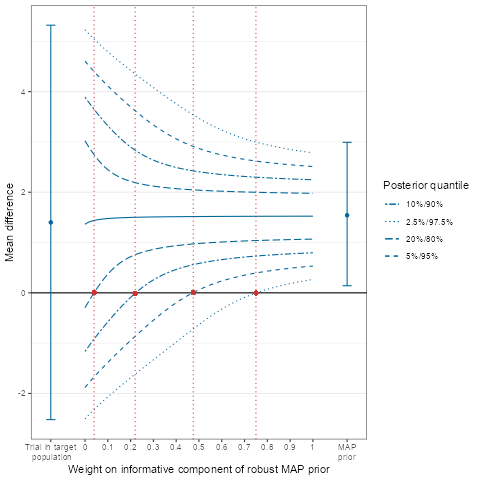 Mean difference
4
2
0
-2
Trial in target
population
0
0.1
0.2
0.3
0.4
0.5
0.6
0.7
0.8
0.9
1
MAP
prior
Weight on informative component of robust MAP prior
Posterior quantile
10%/90%
2.5%/97.5%
20%/80%
5%/95%